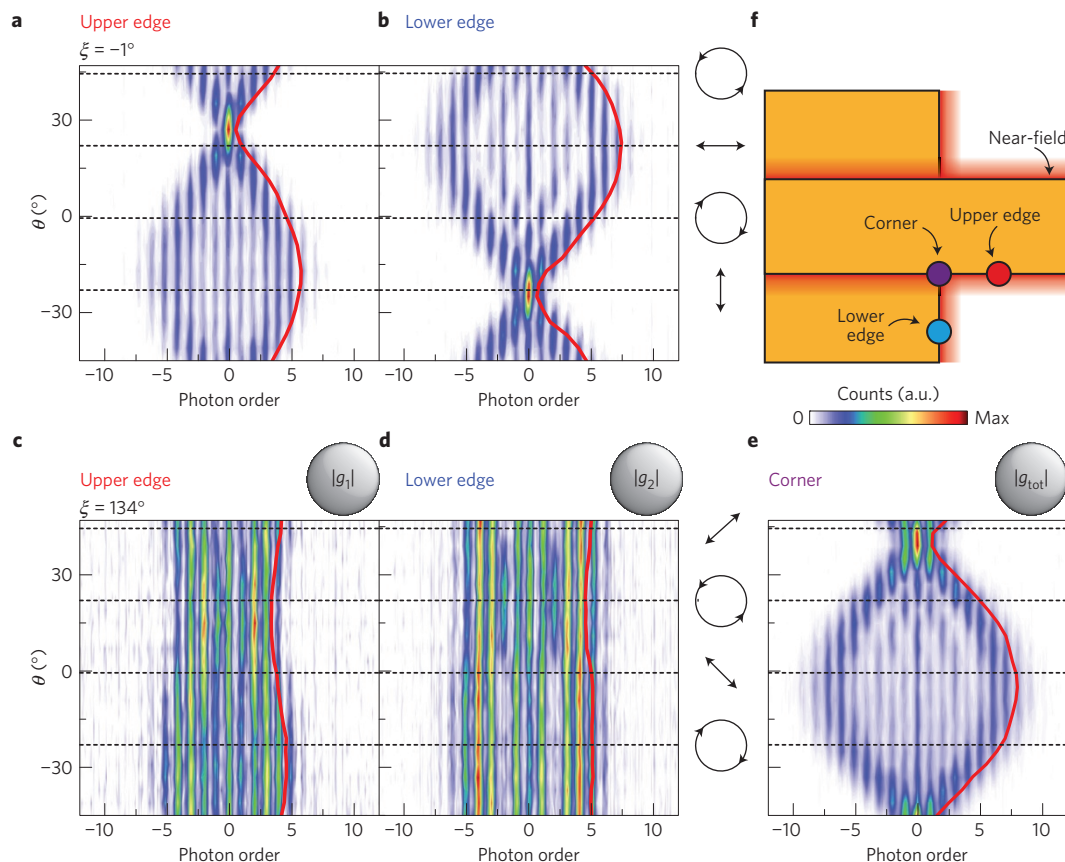 a
Upper edge
ξ = −1°
b
Lower edge
f
30
0
−30
θ (°)
−10 −5 0 5 10
Photon order
−10 −5 0 5 10
Photon order
Near-field
Corner
Upper edge
Lower
edge
Counts (a.u.)
0 Max
c
Upper edge
ξ = 134°
|g1|
d
Lower edge
|g2|
e
Corner
|gtot|
30
0
−30
θ (°)
−10 −5 0 5 10
Photon order
−10 −5 0 5 10
Photon order
30
0
−30
θ (°)
−10 −5 0 5 10
Photon order